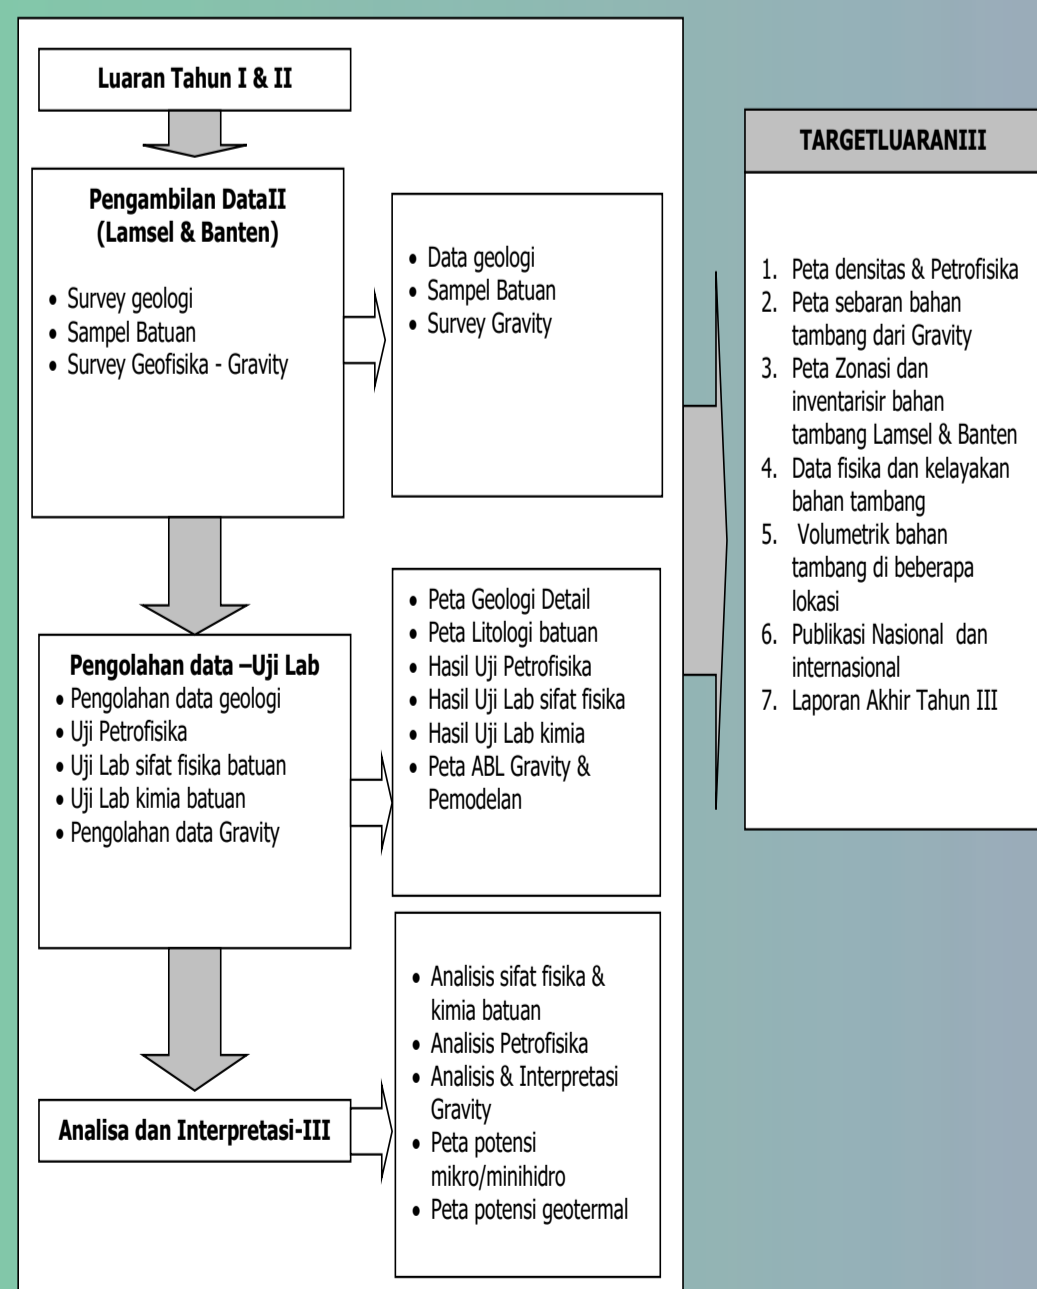 Luaran Tahun I & II
Pengambilan DataII
(Lamsel & Banten)
• Survey geologi
• Sampel Batuan
• Survey Geofisika - Gravity
• Data geologi
• Sampel Batuan
• Survey Gravity
Pengolahan data –Uji Lab
• Pengolahan data geologi
• Uji Petrofisika
• Uji Lab sifat fisika batuan
• Uji Lab kimia batuan
• Pengolahan data Gravity
• Peta Geologi Detail
• Peta Litologi batuan
• Hasil Uji Petrofisika
• Hasil Uji Lab sifat fisika
• Hasil Uji Lab kimia
• Peta ABL Gravity &
Pemodelan
Analisa dan Interpretasi-III
• Analisis sifat fisika &
kimia batuan
• Analisis Petrofisika
• Analisis & Interpretasi
Gravity
• Peta potensi
mikro/minihidro
• Peta potensi geotermal
TARGETLUARANIII
1. Peta densitas & Petrofisika
2. Peta sebaran bahan
tambang dari Gravity
3. Peta Zonasi dan
inventarisir bahan
tambang Lamsel & Banten
4. Data fisika dan kelayakan
bahan tambang
5. Volumetrik bahan
tambang di beberapa
lokasi
6. Publikasi Nasional dan
internasional
7. Laporan Akhir Tahun III